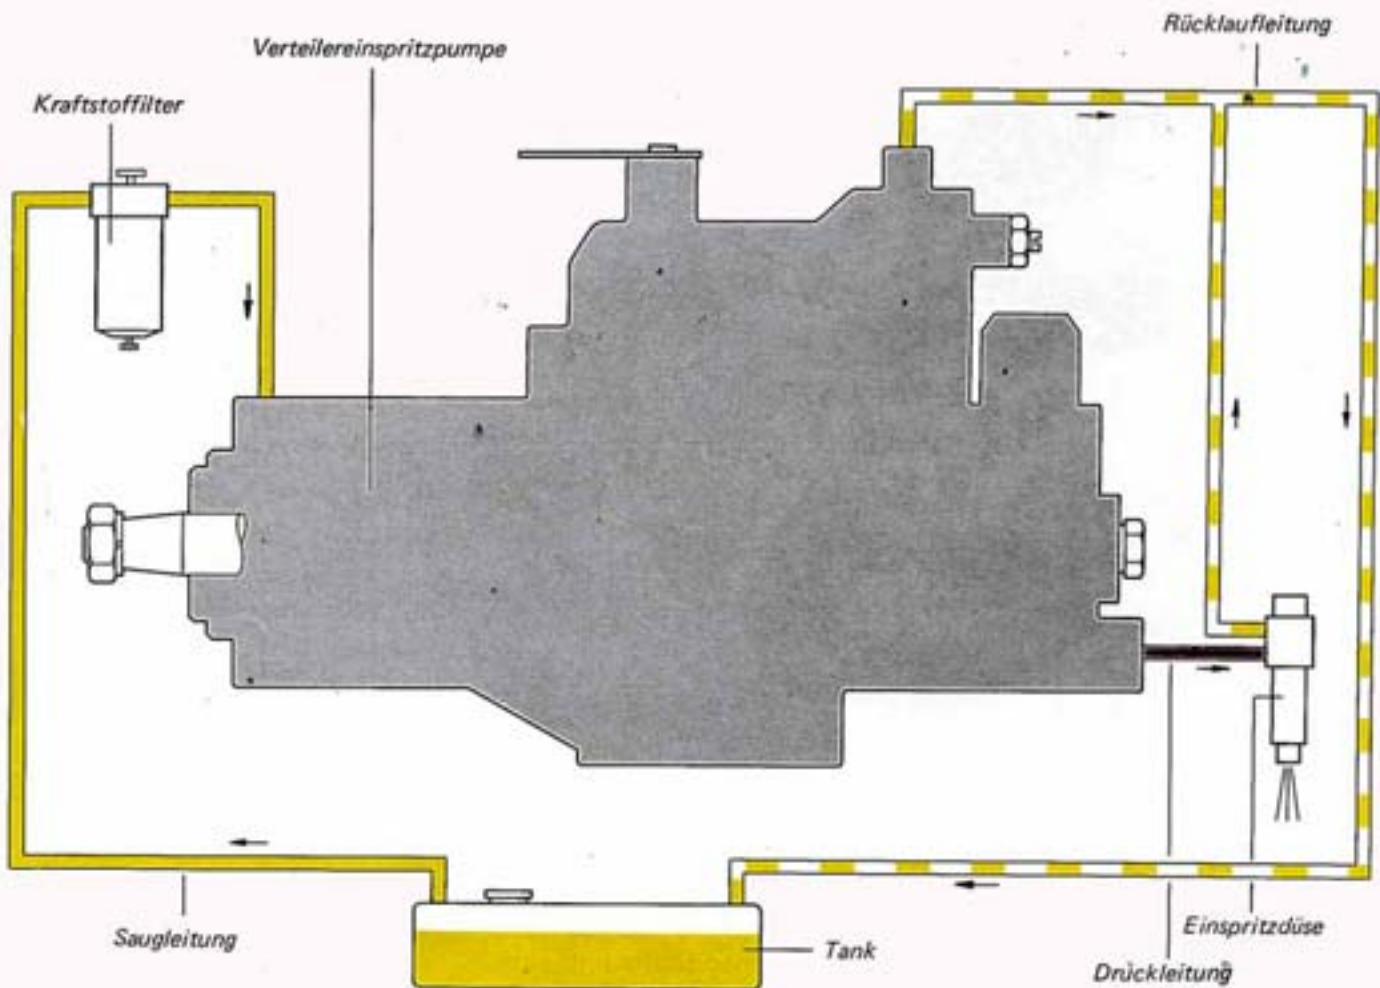 Rücklaufleitung
Verteilereinspritzpumpe
Kraftstoffilter
Saugleitung
Tank
Einspritzdüse
Drückleitung